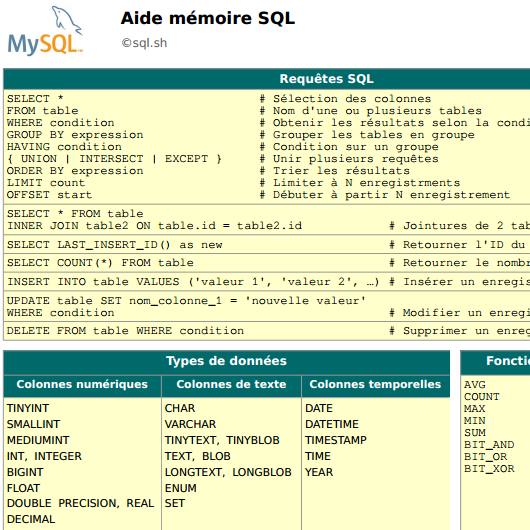 MySQL
Aide mémoire SQL
©sql.sh
Requêtes SQL
SELECT * # Sélection des colonnes
FROM table # Nom d'une ou plusieurs tables
WHERE condition # Obtenir les résultats selon la condi
GROUP BY expression # Grouper les tables en groupe
HAVING condition # Condition sur un groupe
{ UNION | INTERSECT | EXCEPT } # Unir plusieurs requêtes
ORDER BY expression # Trier les résultats
LIMIT count # Limiter à N enregistrments
OFFSET start # Débuter à partir N enregistrement
SELECT * FROM table
INNER JOIN table2 ON table.id = table2.id # Jointures de 2 tab
SELECT LAST_INSERT_ID() as new # Retourner l'ID du
SELECT COUNT(*) FROM table # Retourner le nombr
INSERT INTO table VALUES ('valeur 1', 'valeur 2', …) # Insérer un enregis
UPDATE table SET nom_colonne_1 = 'nouvelle valeur'
WHERE condition # Modifier un enregi
DELETE FROM table WHERE condition # Supprimer un enreg
Types de données
Colonnes numériques Colonnes de texte Colonnes temporelles
TINYINT CHAR DATE
SMALLINT VARCHAR DATETIME
MEDIUMINT TINYTEXT, TINYBLOB TIMESTAMP
INT, INTEGER TEXT, BLOB TIME
BIGINT LONGTEXT, LONGBLOB YEAR
FLOAT ENUM
DOUBLE PRECISION, REAL SET
DECIMAL
Foncti
AVG
COUNT
MAX
MIN
SUM
BIT_AND
BIT_OR
BIT_XOR